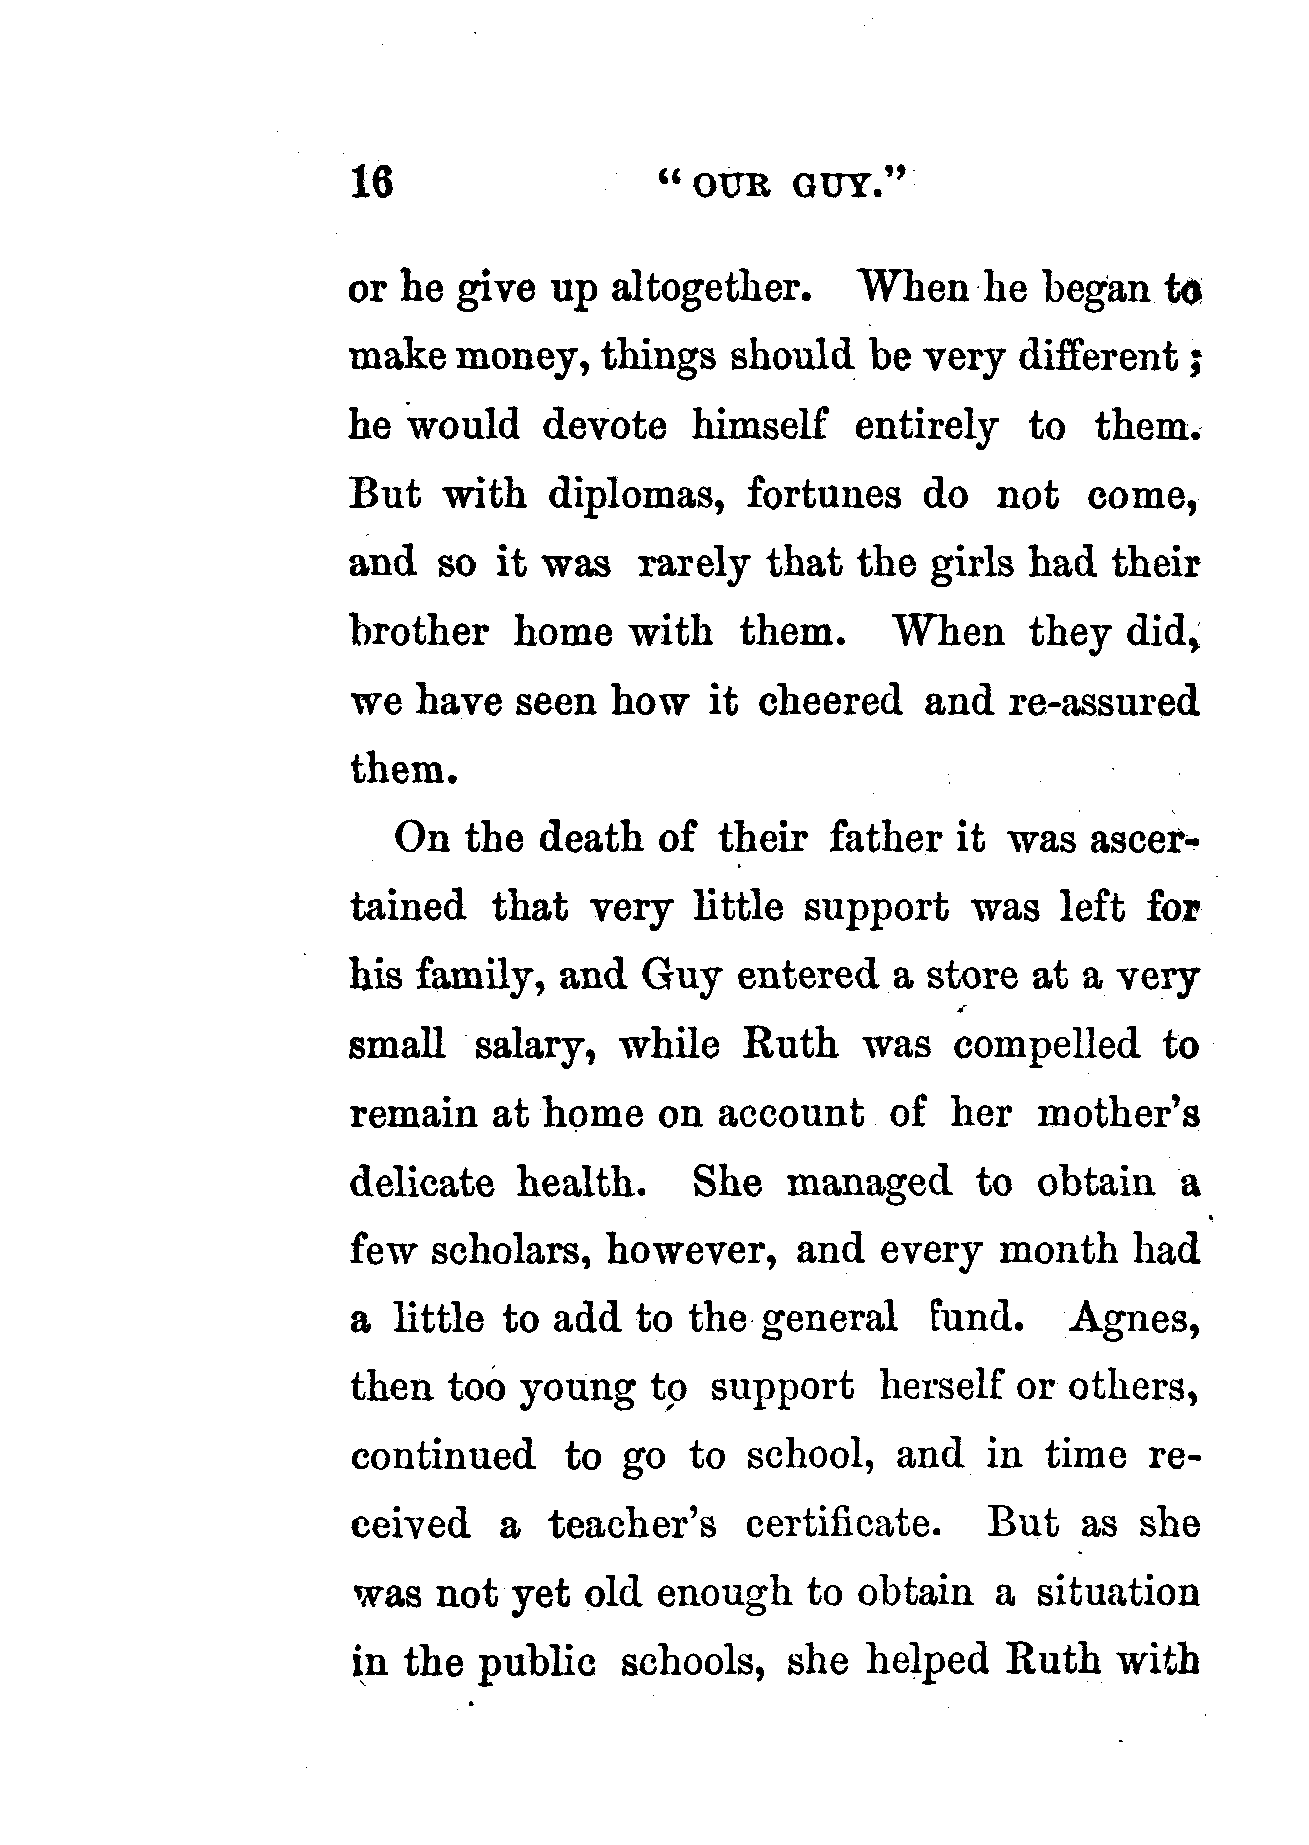 16 “ OUR GUY.”
or he give up altogether. When he began to
make money, things should be very different ;
he would devote himself entirely to them.
But with diplomas, fortunes do not come,
and so it was rarely that the girls had their
brother home with them. When they did,
we have seen how it cheered and re-assured
them.
On the death of their father it was ascer-
tained that very little support was left for
his family, and Guy entered a store at a very
small salary, while Ruth was compelled to
remain at home on account of her mother’s
delicate health. She managed to obtain a
few scholars, however, and every month had
a little to add to the general fund. Agnes,
then too young to support herself or others,
continued to go to school, and in time re-
ceived a teacher’s certificate. But as she
was not yet old enough to obtain a situation
in the public schools, she helped Ruth with